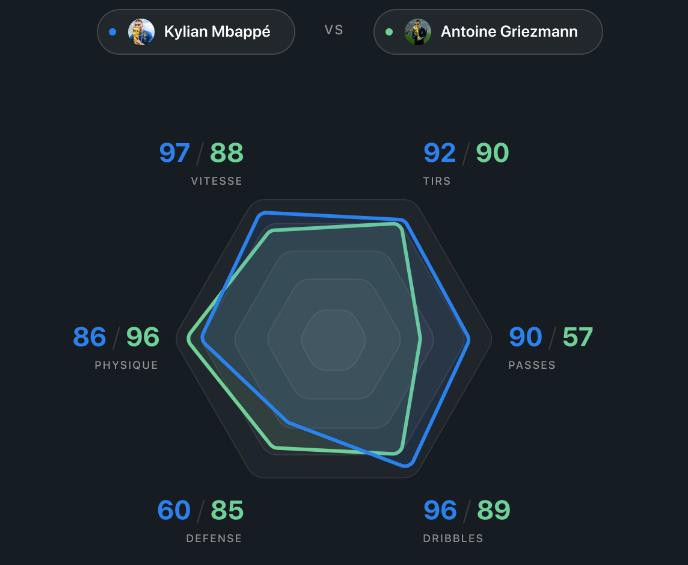 Kylian Mbappé
VS
Antoine Griezmann
97 / 88
VITESSE
92 / 90
TIRS
86 / 96
PHYSIQUE
90 / 57
PASSES
60 / 85
DEFENSE
96 / 89
DRIBBLES